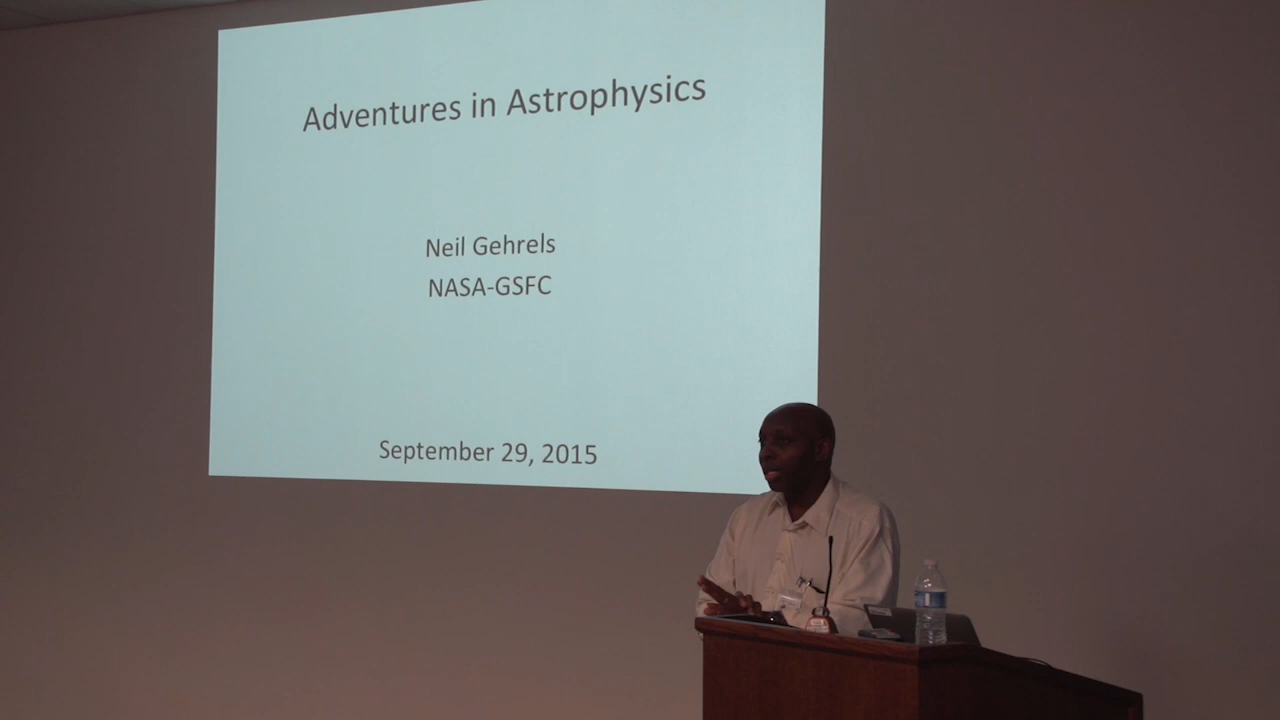 Adventures in Astrophysics
Neil Gehrels
NASA-GSFC
September 29, 2015